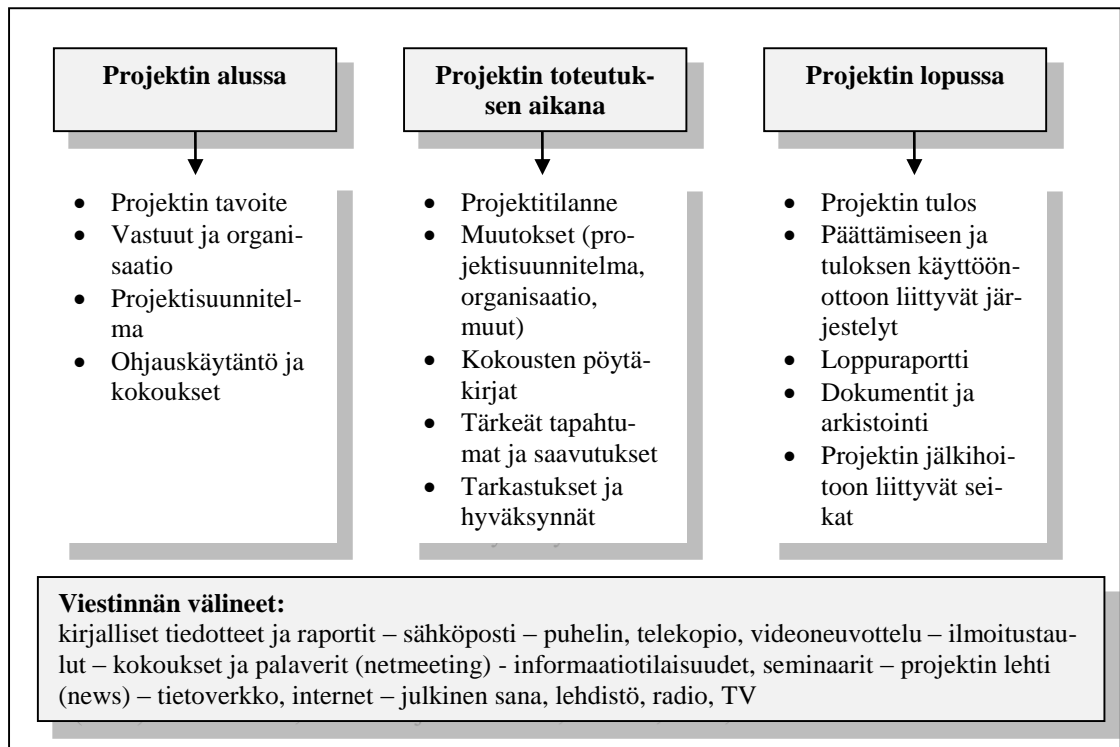 Projektin alussa
• Projektin tavoite
• Vastuut ja organi-
saatio
• Projektisuunnitel-
ma
• Ohjauskäytäntö ja
kokoukset
Projektin toteutuk-
sen aikana
• Projektitilanne
• Muutokset (pro-
jektisuunnitelma,
organisaatio,
muut)
• Kokousten pöytä-
kirjat
• Tärkeät tapahtu-
mat ja saavutukset
• Tarkastukset ja
hyväksynnät
Projektin lopussa
• Projektin tulos
• Päättämiseen ja
tuloksen käyttöön-
ottoon liittyvät jär-
jestelyt
• Loppuraportti
• Dokumentit ja
arkistointi
• Projektin jälkihoi-
toon liittyvät sei-
kat
Viestinnän välineet:
kirjalliset tiedotteet ja raportit – sähköposti – puhelin, telekopio, videoneuvottelu – ilmoitustau-
lut – kokoukset ja palaverit (netmeeting) - informaatiotilaisuudet, seminaarit – projektin lehti
(news) – tietoverkko, internet – julkinen sana, lehdistö, radio, TV